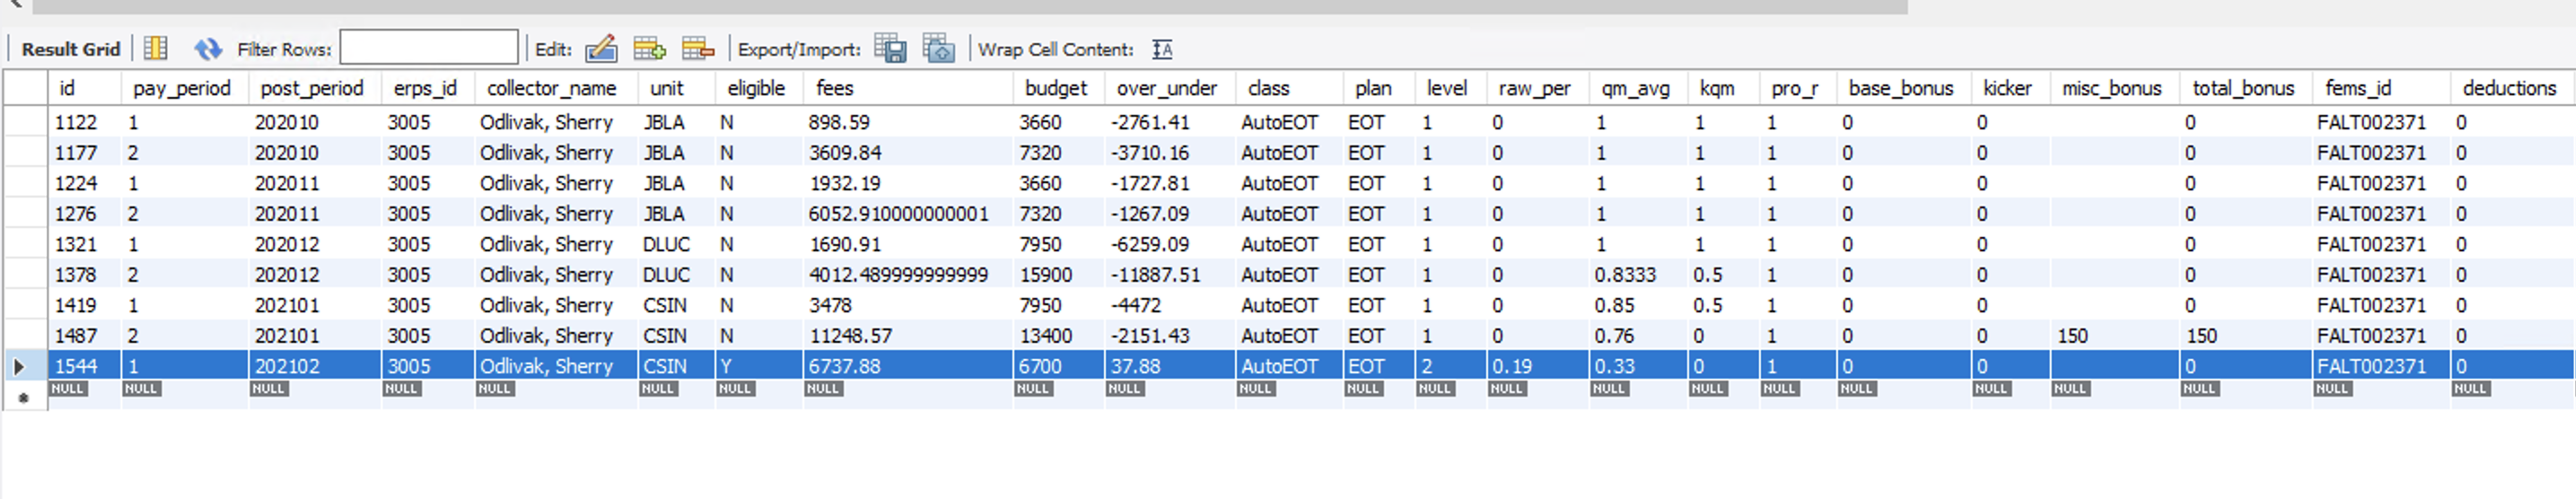 Result Grid Filter Rows: Edit: Export/Import: Wrap Cell Content:
id pay_period post_period erps_id collector_name unit eligible fees budget over_under class plan level raw_per qm_avg kqm pro_r base_bonus kicker misc_bonus total_bonus fems_id deductions
1122 1 202010 3005 Odlivak, Sherry JBLA N 898.59 3660 -2761.41 AutoEOT EOT 1 0 1 1 1 0 0 0 FALT002371 0
1177 2 202010 3005 Odlivak, Sherry JBLA N 3609.84 7320 -3710.16 AutoEOT EOT 1 0 1 1 1 0 0 0 FALT002371 0
1224 1 202011 3005 Odlivak, Sherry JBLA N 1932.19 3660 -1727.81 AutoEOT EOT 1 0 1 1 1 0 0 0 FALT002371 0
1276 2 202011 3005 Odlivak, Sherry JBLA N 6052.910000000001 7320 -1267.09 AutoEOT EOT 1 0 1 1 1 0 0 0 FALT002371 0
1321 1 202012 3005 Odlivak, Sherry DLUC N 1690.91 7950 -6259.09 AutoEOT EOT 1 0 1 1 1 0 0 0 FALT002371 0
1378 2 202012 3005 Odlivak, Sherry DLUC N 4012.489999999999 15900 -11887.51 AutoEOT EOT 1 0 0.8333 0.5 1 0 0 0 FALT002371 0
1419 1 202101 3005 Odlivak, Sherry CSIN N 3478 7950 -4472 AutoEOT EOT 1 0 0.85 0.5 1 0 0 0 FALT002371 0
1487 2 202101 3005 Odlivak, Sherry CSIN N 11248.57 13400 -2151.43 AutoEOT EOT 1 0 0.76 0 1 0 0 150 150 FALT002371 0
1544 1 202102 3005 Odlivak, Sherry CSIN Y 6737.88 6700 37.88 AutoEOT EOT 2 0.19 0.33 0 1 0 0 0 FALT002371 0
NULL NULL NULL NULL NULL NULL NULL NULL NULL NULL NULL NULL NULL NULL NULL NULL NULL NULL NULL NULL NULL NULL NULL